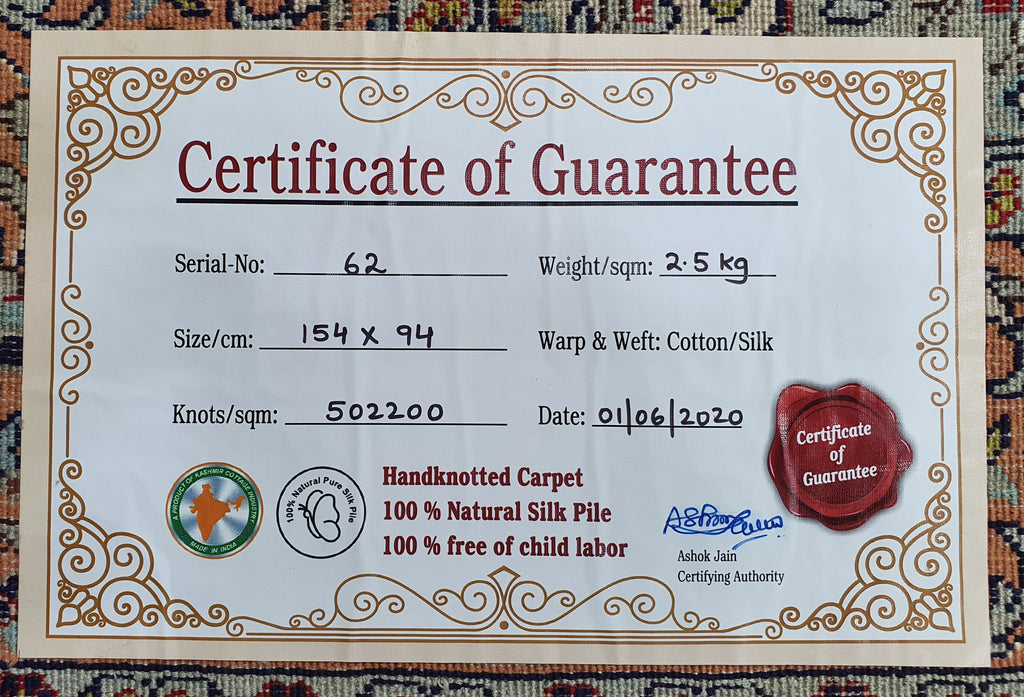 Certificate of Guarantee
Serial-No: 62
Weight/sqm: 2.5 kg
Size/cm: 154 x 94
Warp & Weft: Cotton/Silk
Knots/sqm: 502200
Date: 01/06/2020
Certificate
of
Guarantee
A PRODUCT OF KASHMIR COTTAGE INDUSTRY
MADE IN INDIA
100% Natural Pure Silk Pile
Handknotted Carpet
100 % Natural Silk Pile
100 % free of child labor
Ashok Jain
Certifying Authority